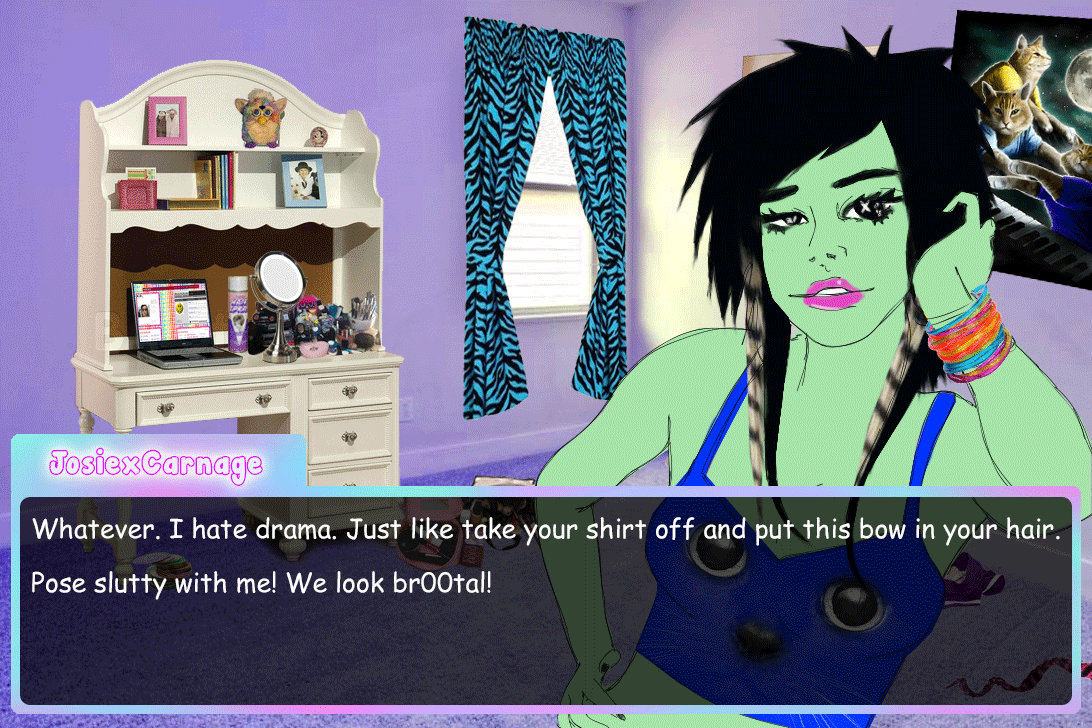 JosiexCarnage
Whatever. I hate drama. Just like take your shirt off and put this bow in your hair.
Pose slutty with me! We look br00tal!